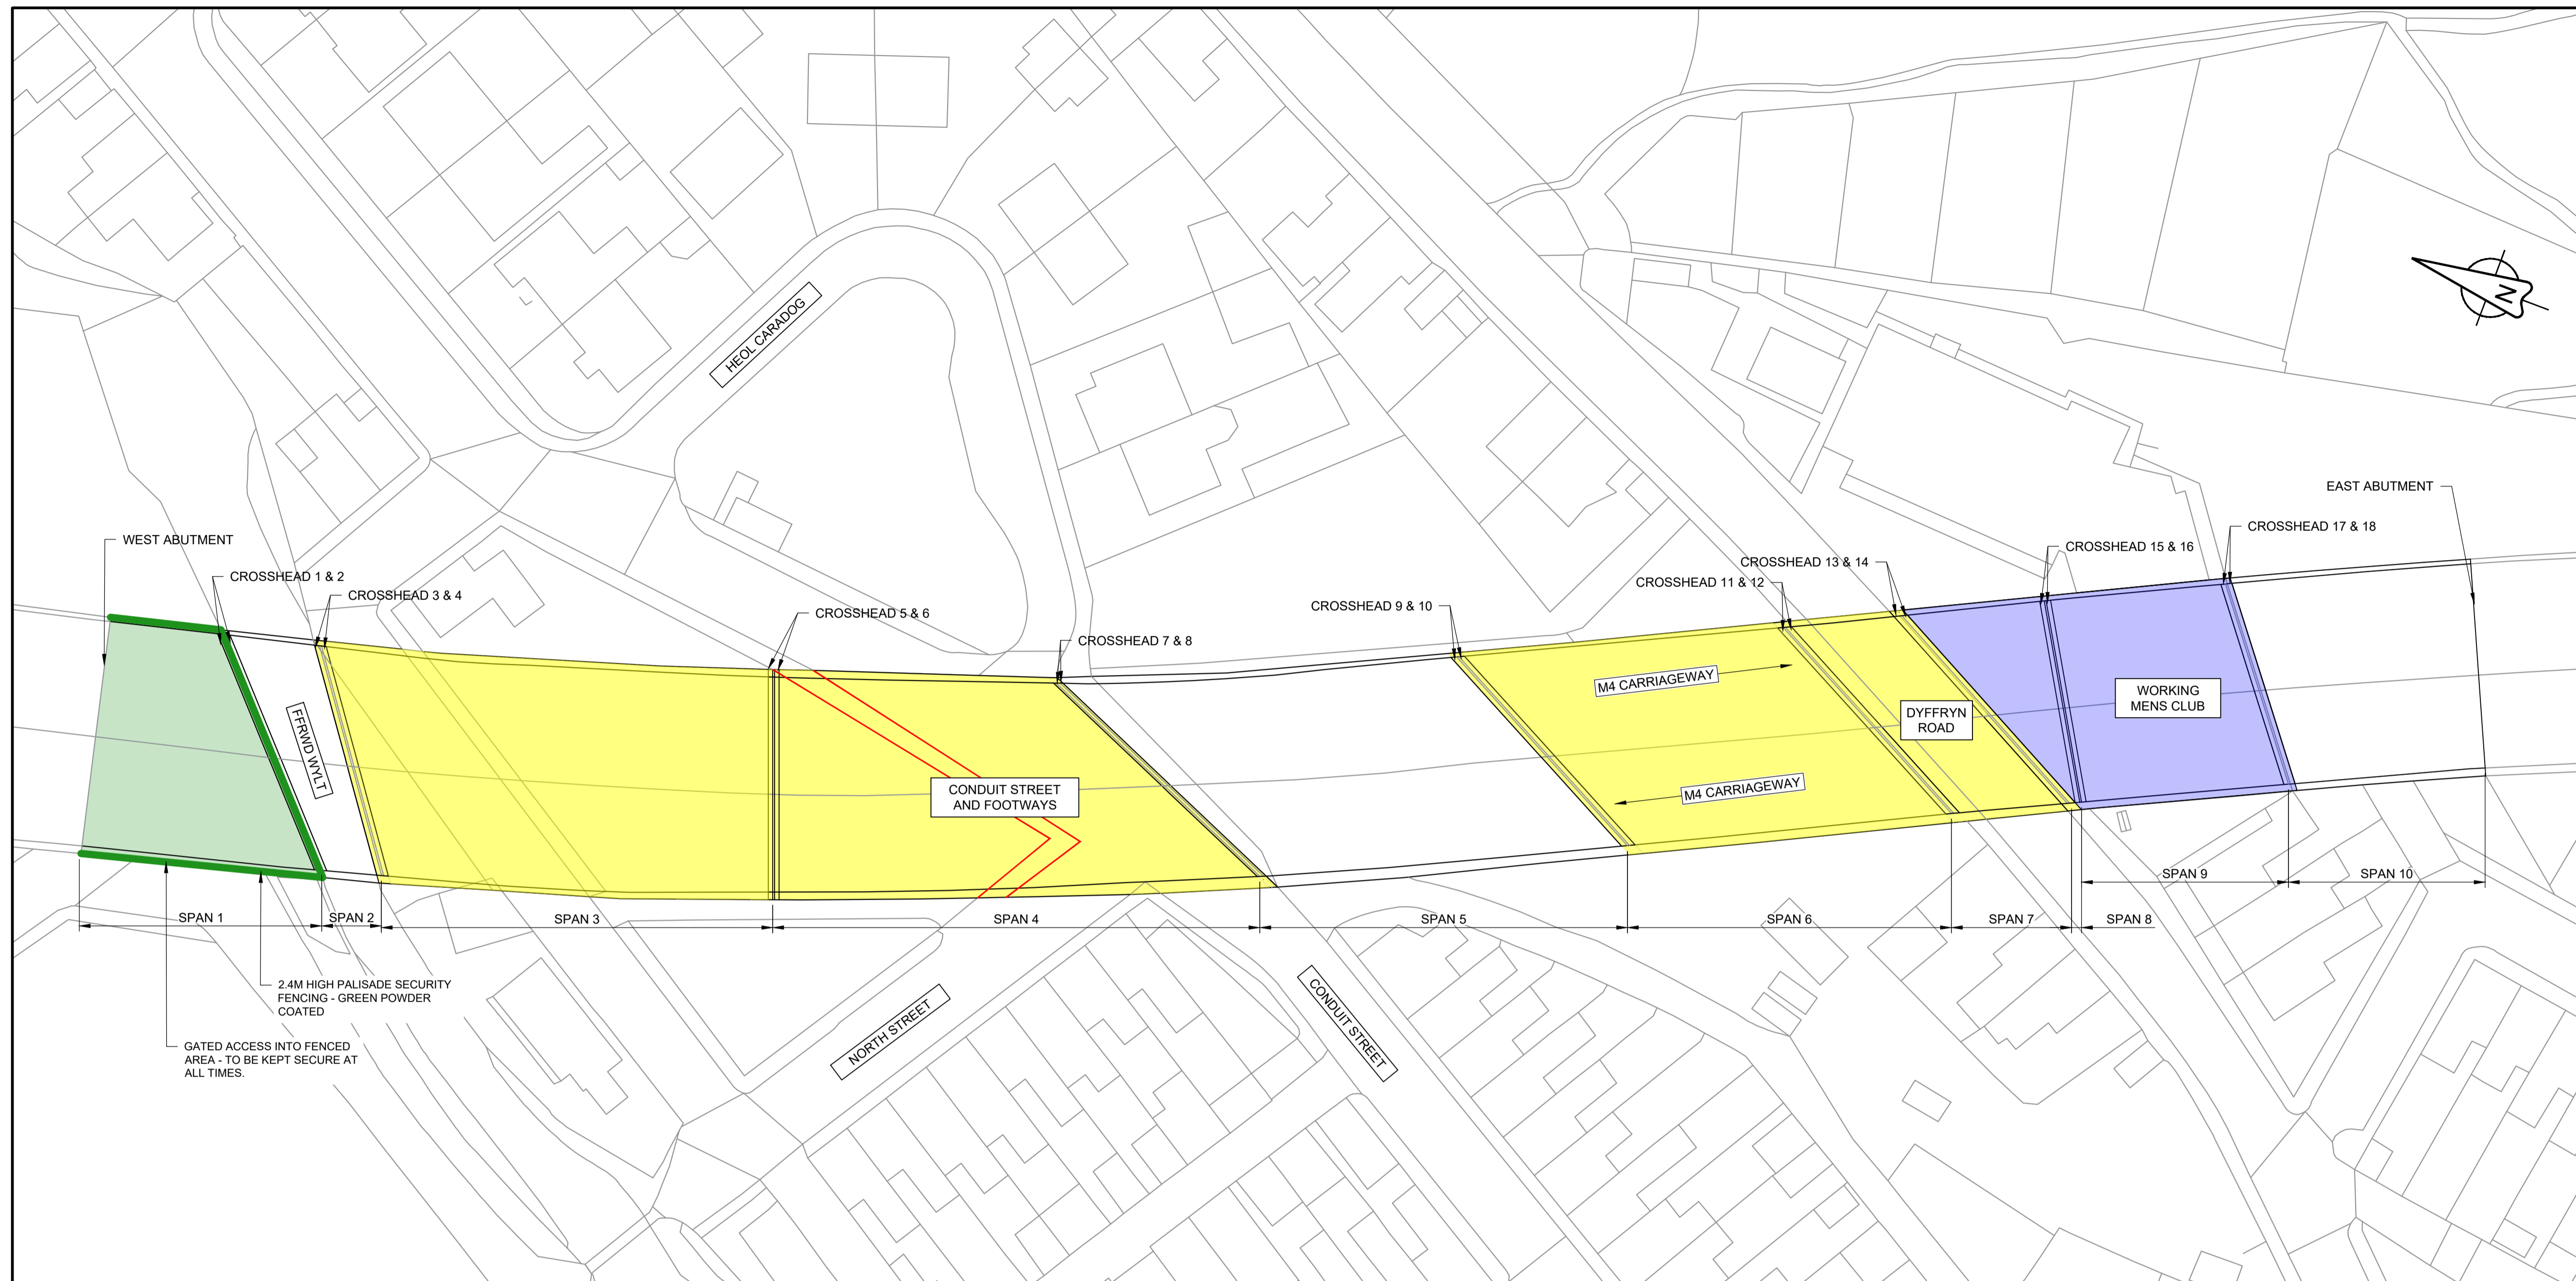 HEOL CARADOG
N
EAST ABUTMENT
WEST ABUTMENT
CROSSHEAD 17 & 18
CROSSHEAD 15 & 16
CROSSHEAD 13 & 14
CROSSHEAD 1 & 2
CROSSHEAD 11 & 12
CROSSHEAD 3 & 4
CROSSHEAD 9 & 10
CROSSHEAD 5 & 6
CROSSHEAD 7 & 8
M4 CARRIAGEWAY
WORKING
MENS CLUB
DYFFRYN
ROAD
FFRWD WYLT
CONDUIT STREET
AND FOOTWAYS
M4 CARRIAGEWAY
SPAN 9
SPAN 10
SPAN 1
SPAN 2
SPAN 3
SPAN 4
SPAN 5
SPAN 6
SPAN 7
SPAN 8
2.4M HIGH PALISADE SECURITY
FENCING - GREEN POWDER
COATED
NORTH STREET
CONDUIT STREET
GATED ACCESS INTO FENCED
AREA - TO BE KEPT SECURE AT
ALL TIMES.